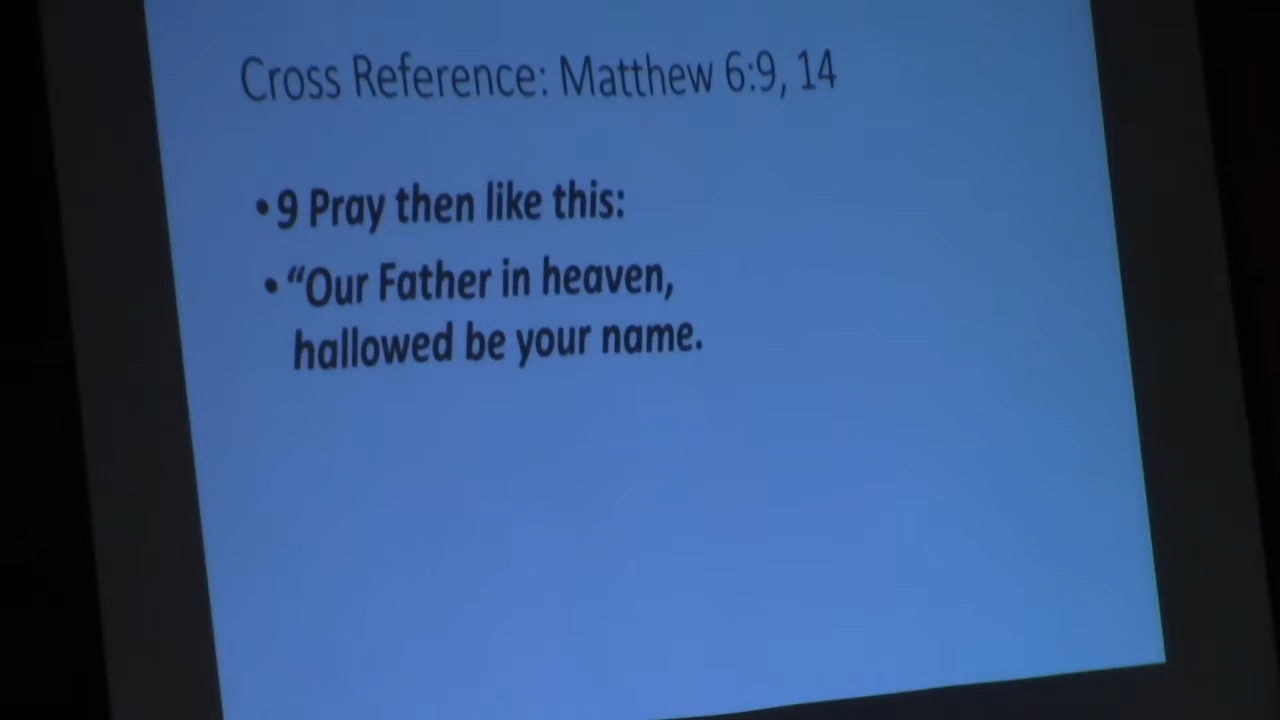 Cross Reference: Matthew 6:9, 14
• 9 Pray then like this:
• “Our Father in heaven,
hallowed be your name.